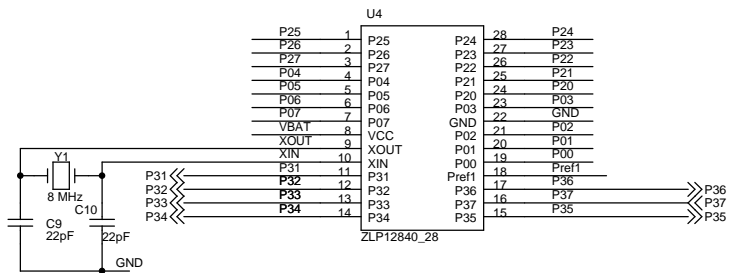 U4
P25 1 P25 P24 28 P24
P26 2 P26 P23 27 P23
P27 3 P27 P22 26 P22
P04 4 P04 P21 25 P21
P05 5 P05 P20 24 P20
P06 6 P06 P03 23 P03
P07 7 P07 GND 22 GND
VBAT 8 VCC P02 21 P02
XOUT 9 XOUT P01 20 P01
XIN 10 XIN P00 19 P00
P31 P31 11 P31 Pref1 18 Pref1
P32 P32 12 P32 P36 17 P36 P36
P33 P33 13 P33 P37 16 P37 P37
P34 P34 14 P34 P35 15 P35 P35
ZLP12840_28
Y1
8 MHz
C9
22pF
C10
22pF
GND